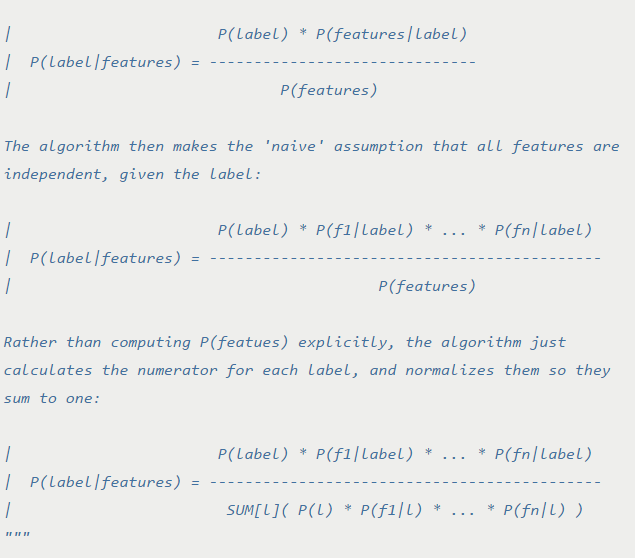 |                       P(label) * P(features|label)
|  P(label|features) = ------------------------------
|                              P(features)
The algorithm then makes the 'naive' assumption that all features are
independent, given the label:
|                       P(label) * P(f1|label) * ... * P(fn|label)
|  P(label|features) = --------------------------------------------
|                                         P(features)
Rather than computing P(featues) explicitly, the algorithm just
calculates the numerator for each label, and normalizes them so they
sum to one:
|                       P(label) * P(f1|label) * ... * P(fn|label)
|  P(label|features) = --------------------------------------------
|                        SUM[l]( P(l) * P(f1|l) * ... * P(fn|l) )
"""